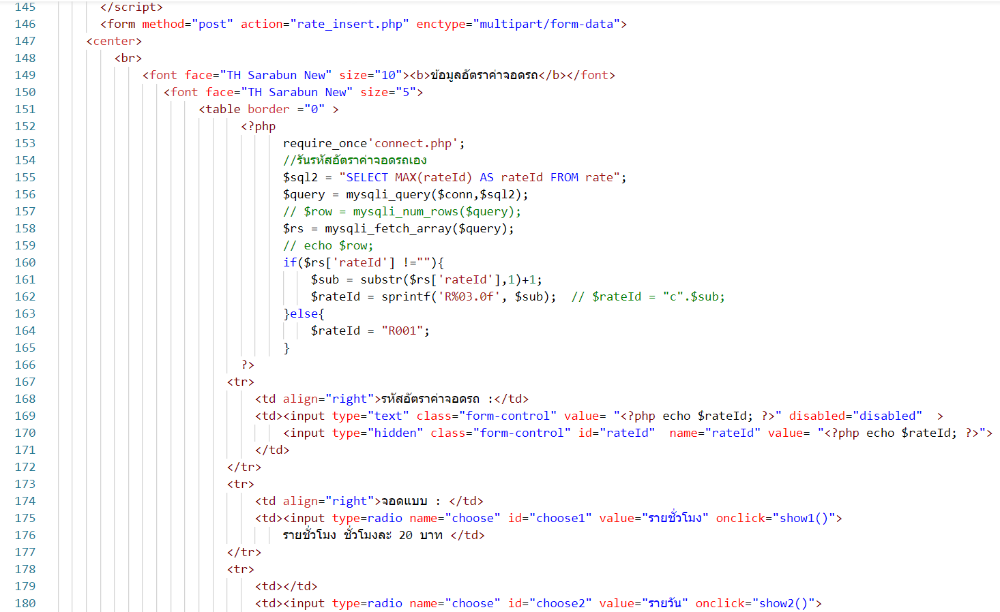 145 </script>
146 <form method="post" action="rate_insert.php" enctype="multipart/form-data">
147 <center>
148 <br>
149 <font face="TH Sarabun New" size="10"><b>ข้อมูลอัตราค่าจอดรถ</b></font>
150 <font face="TH Sarabun New" size="5">
151 <table border ="0" >
152 <?php
153 require_once'connect.php';
154 //รันรหัสอัตราค่าจอดรถเอง
155 $sql2 = "SELECT MAX(rateId) AS rateId FROM rate";
156 $query = mysqli_query($conn,$sql2);
157 // $row = mysqli_num_rows($query);
158 $rs = mysqli_fetch_array($query);
159 // echo $row;
160 if($rs['rateId'] !=""){
161 $sub = substr($rs['rateId'],1)+1;
162 $rateId = sprintf('R%03.0f', $sub);  // $rateId = "c".$sub;
163 }else{
164 $rateId = "R001";
165 }
166 ?>
167 <tr>
168 <td align="right">รหัสอัตราค่าจอดรถ :</td>
169 <td><input type="text" class="form-control" value= "<?php echo $rateId; ?>" disabled="disabled"  >
170 <input type="hidden" class="form-control" id="rateId"  name="rateId" value= "<?php echo $rateId; ?>">
171 </td>
172 </tr>
173 <tr>
174 <td align="right">จอดแบบ : </td>
175 <td><input type=radio name="choose" id="choose1" value="รายชั่วโมง" onclick="show1()">
176 รายชั่วโมง ชั่วโมงละ 20 บาท </td>
177 </tr>
178 <tr>
179 <td></td>
180 <td><input type=radio name="choose" id="choose2" value="รายวัน" onclick="show2()">